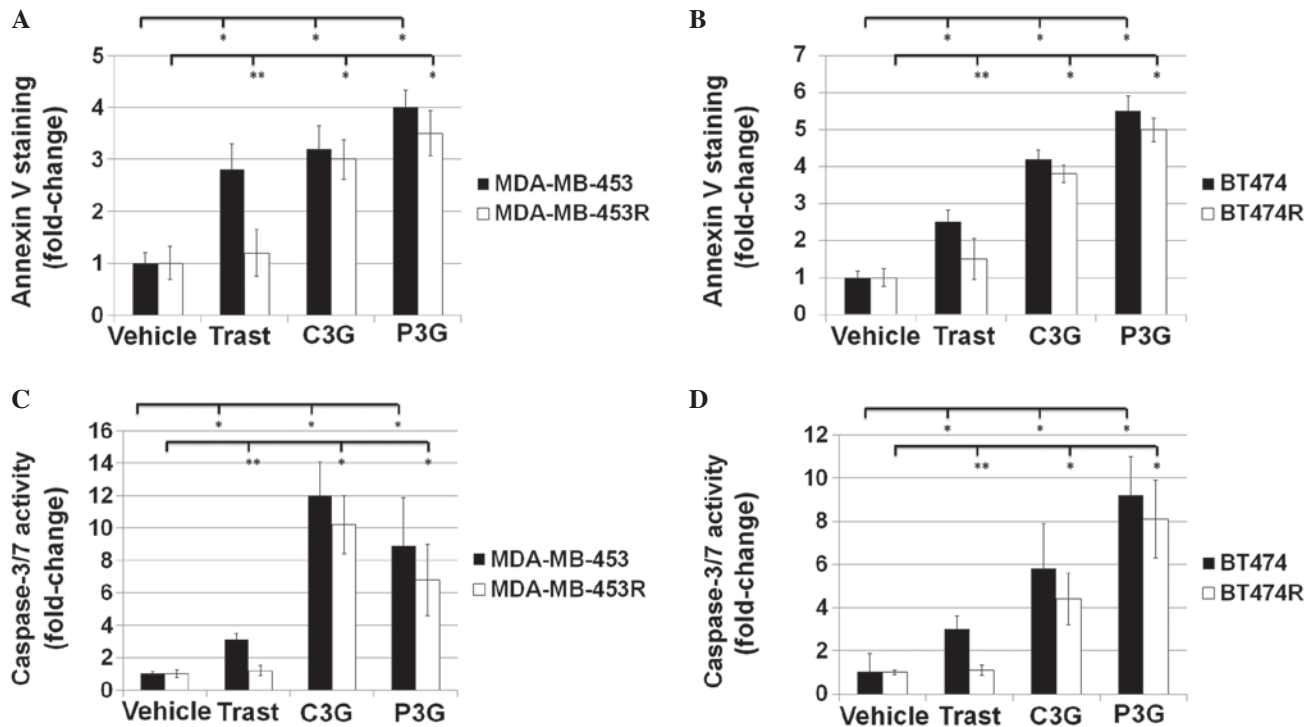 A
* * *
** * *
Annexin V staining
(fold-change)
5
4
3
2
1
0
Vehicle Trast C3G P3G
MDA-MB-453
MDA-MB-453R
B
* * *
** * *
Annexin V staining
(fold-change)
7
6
5
4
3
2
1
0
Vehicle Trast C3G P3G
BT474
BT474R
C
* * *
** * *
Caspase-3/7 activity
(fold-change)
16
14
12
10
8
6
4
2
0
Vehicle Trast C3G P3G
MDA-MB-453
MDA-MB-453R
D
* * *
** * *
Caspase-3/7 activity
(fold-change)
12
10
8
6
4
2
0
Vehicle Trast C3G P3G
BT474
BT474R